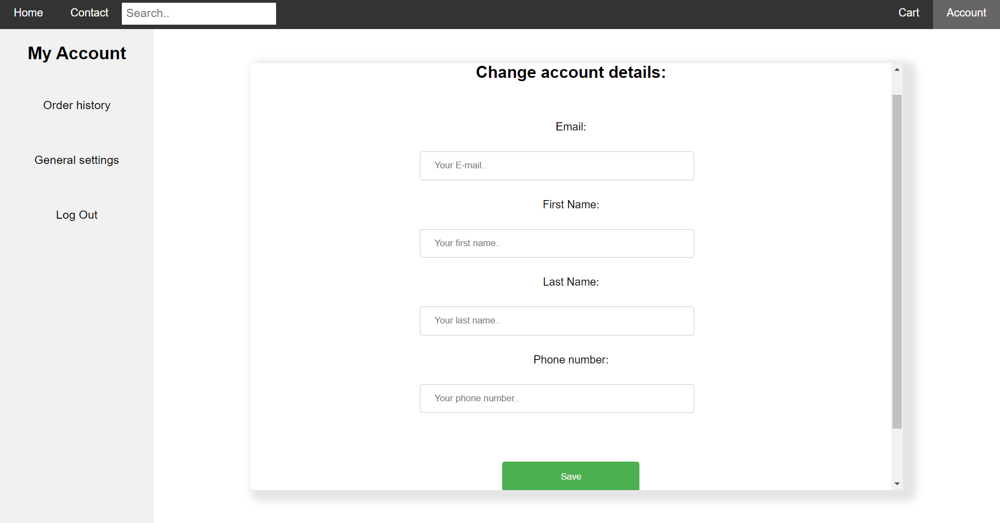 Home Contact Search.. Cart Account
My Account
Order history
General settings
Log Out
Change account details:
Email:
Your E-mail..
First Name:
Your first name..
Last Name:
Your last name..
Phone number:
Your phone number..
Save